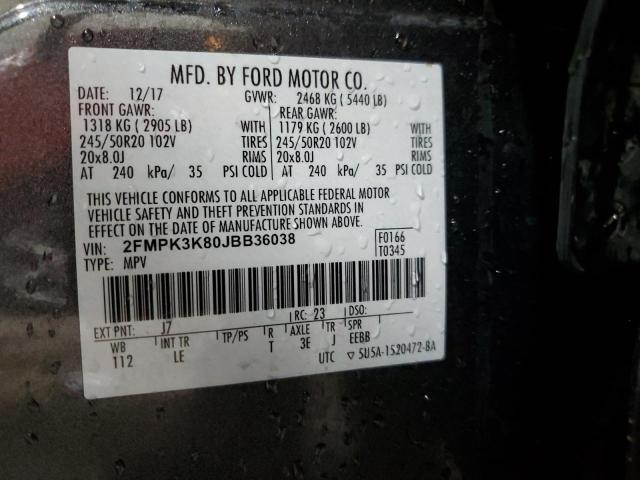 MFD. BY FORD MOTOR CO.
DATE: 12/17 GVWR: 2468 KG ( 5440 LB)
FRONT GAWR: REAR GAWR:
1318 KG ( 2905 LB) WITH 1179 KG ( 2600 LB) WITH
245/50R20 102V TIRES 245/50R20 102V TIRES
20x8.0J RIMS 20x8.0J RIMS
AT 240 kPa/ 35 PSI COLD AT 240 kPa/ 35 PSI COLD
THIS VEHICLE CONFORMS TO ALL APPLICABLE FEDERAL MOTOR
VEHICLE SAFETY AND THEFT PREVENTION STANDARDS IN
EFFECT ON THE DATE OF MANUFACTURE SHOWN ABOVE.
VIN: 2FMPK3K80JBB36038 F0166
TYPE: MPV T0345
RC: 23 DSO:
EXT PNT: J7
WB INT TR TP/PS R AXLE TR SPR
112 LE T 3E J EEBB
UTC ▽ 5U5A-1520472-BA